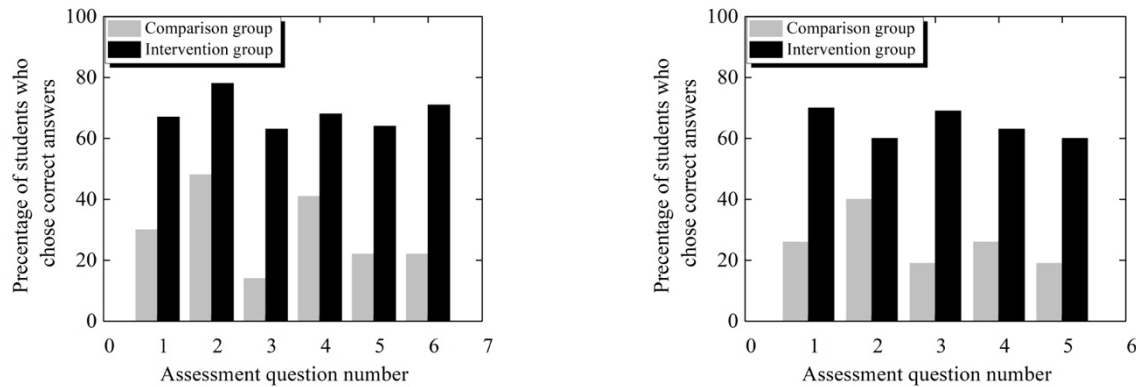 100
80
60
40
20
0
Precentage of students who
chose correct answers
Comparison group
Intervention group
0 1 2 3 4 5 6 7
Assessment question number
100
80
60
40
20
0
Precentage of students who
chose correct answers
Comparison group
Intervention group
0 1 2 3 4 5 6
Assessment question number